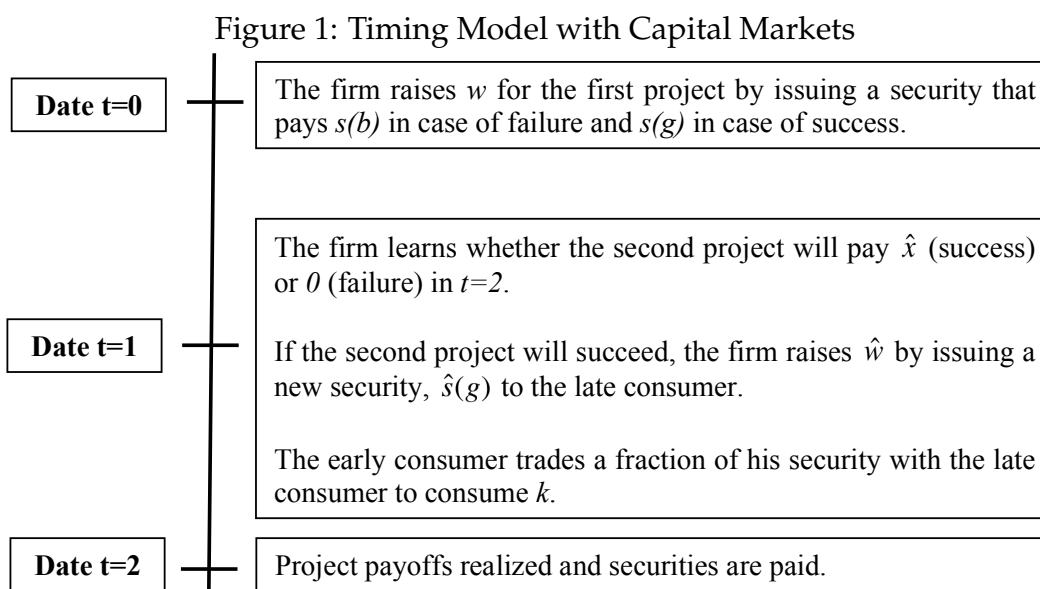 Figure 1: Timing Model with Capital Markets
Date t=0
The firm raises w for the first project by issuing a security that
pays s(b) in case of failure and s(g) in case of success.
Date t=1
The firm learns whether the second project will pay x̂ (success)
or 0 (failure) in t=2.
If the second project will succeed, the firm raises ŵ by issuing a
new security, ŝ(g) to the late consumer.
The early consumer trades a fraction of his security with the late
consumer to consume k.
Date t=2
Project payoffs realized and securities are paid.